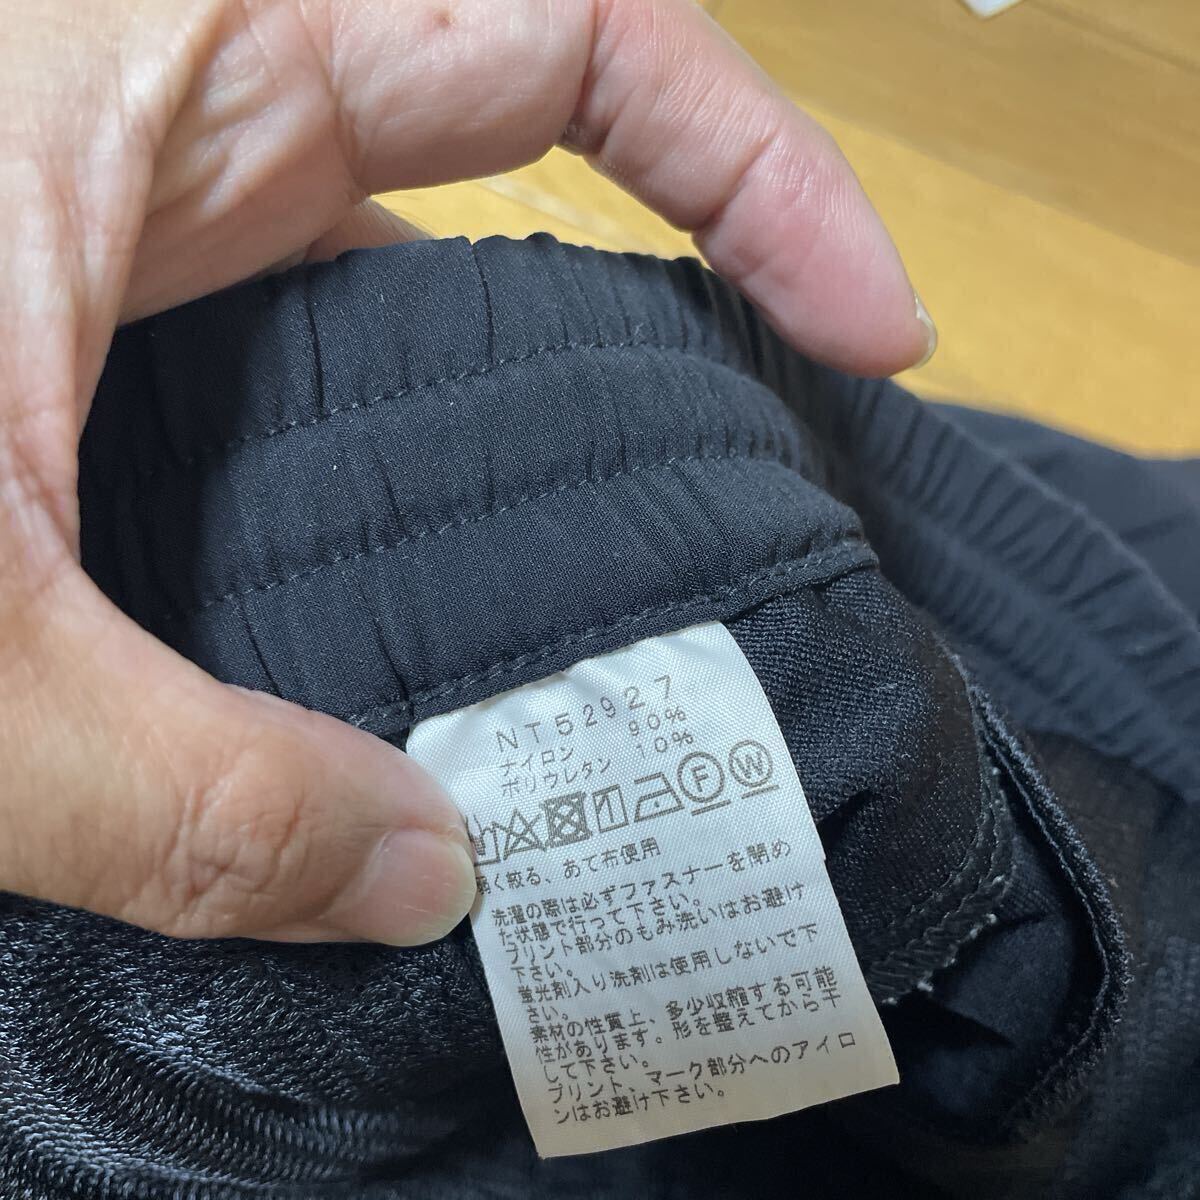 NT52927
ナイロン 90%
ポリウレタン 10%
F W
弱く絞る、あて布使用
洗濯の際は必ずファスナーを閉め
た状態で行って下さい。
プリント部分のもみ洗いはお避け
下さい。
蛍光剤入り洗剤は使用しないで下
さい。
素材の性質上、多少収縮する可能
性があります。形を整えてから干
して下さい。
プリント、マーク部分へのアイロ
ンはお避け下さい。